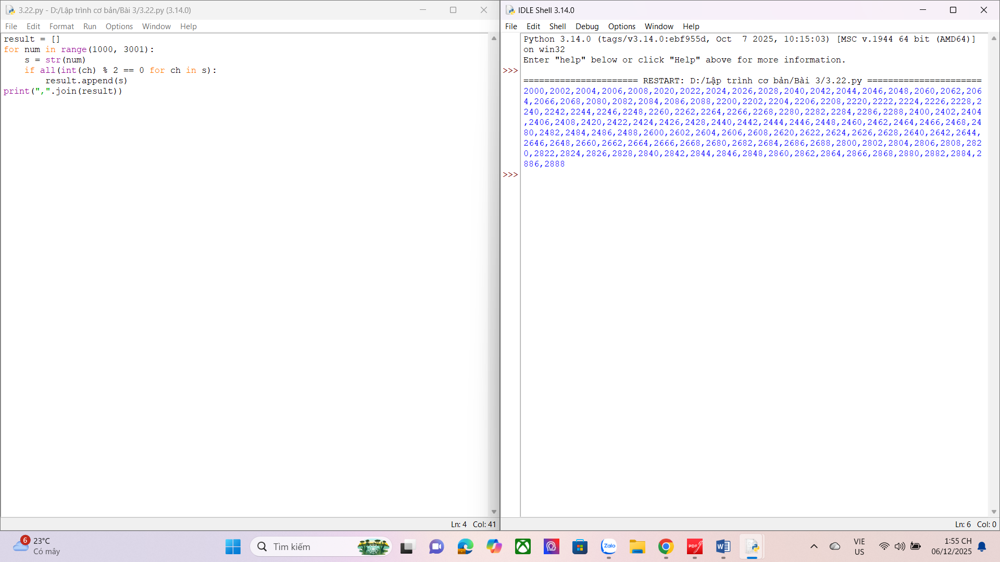 3.22.py - D:/Lập trình cơ bản/Bài 3/3.22.py (3.14.0)
File Edit Format Run Options Window Help
result = []
for num in range(1000, 3001):
    s = str(num)
    if all(int(ch) % 2 == 0 for ch in s):
        result.append(s)
print(",".join(result))
Ln: 4 Col: 41
IDLE Shell 3.14.0
File Edit Shell Debug Options Window Help
Python 3.14.0 (tags/v3.14.0:ebf955d, Oct  7 2025, 10:15:03) [MSC v.1944 64 bit (AMD64)]
on win32
Enter "help" below or click "Help" above for more information.
>>>
====================== RESTART: D:/Lập trình cơ bản/Bài 3/3.22.py ======================
2000,2002,2004,2006,2008,2020,2022,2024,2026,2028,2040,2042,2044,2046,2048,2060,2062,206
4,2066,2068,2080,2082,2084,2086,2088,2200,2202,2204,2206,2208,2220,2222,2224,2226,2228,2
240,2242,2244,2246,2248,2260,2262,2264,2266,2268,2280,2282,2284,2286,2288,2400,2402,2404
,2406,2408,2420,2422,2424,2426,2428,2440,2442,2444,2446,2448,2460,2462,2464,2466,2468,24
80,2482,2484,2486,2488,2600,2602,2604,2606,2608,2620,2622,2624,2626,2628,2640,2642,2644,
2646,2648,2660,2662,2664,2666,2668,2680,2682,2684,2686,2688,2800,2802,2804,2806,2808,282
0,2822,2824,2826,2828,2840,2842,2844,2846,2848,2860,2862,2864,2866,2868,2880,2882,2884,2
886,2888
>>>
Ln: 6 Col: 0
6
23°C
Có mây
Tìm kiếm
Zalo
PDF
W
VIE
US
1:55 CH
06/12/2025